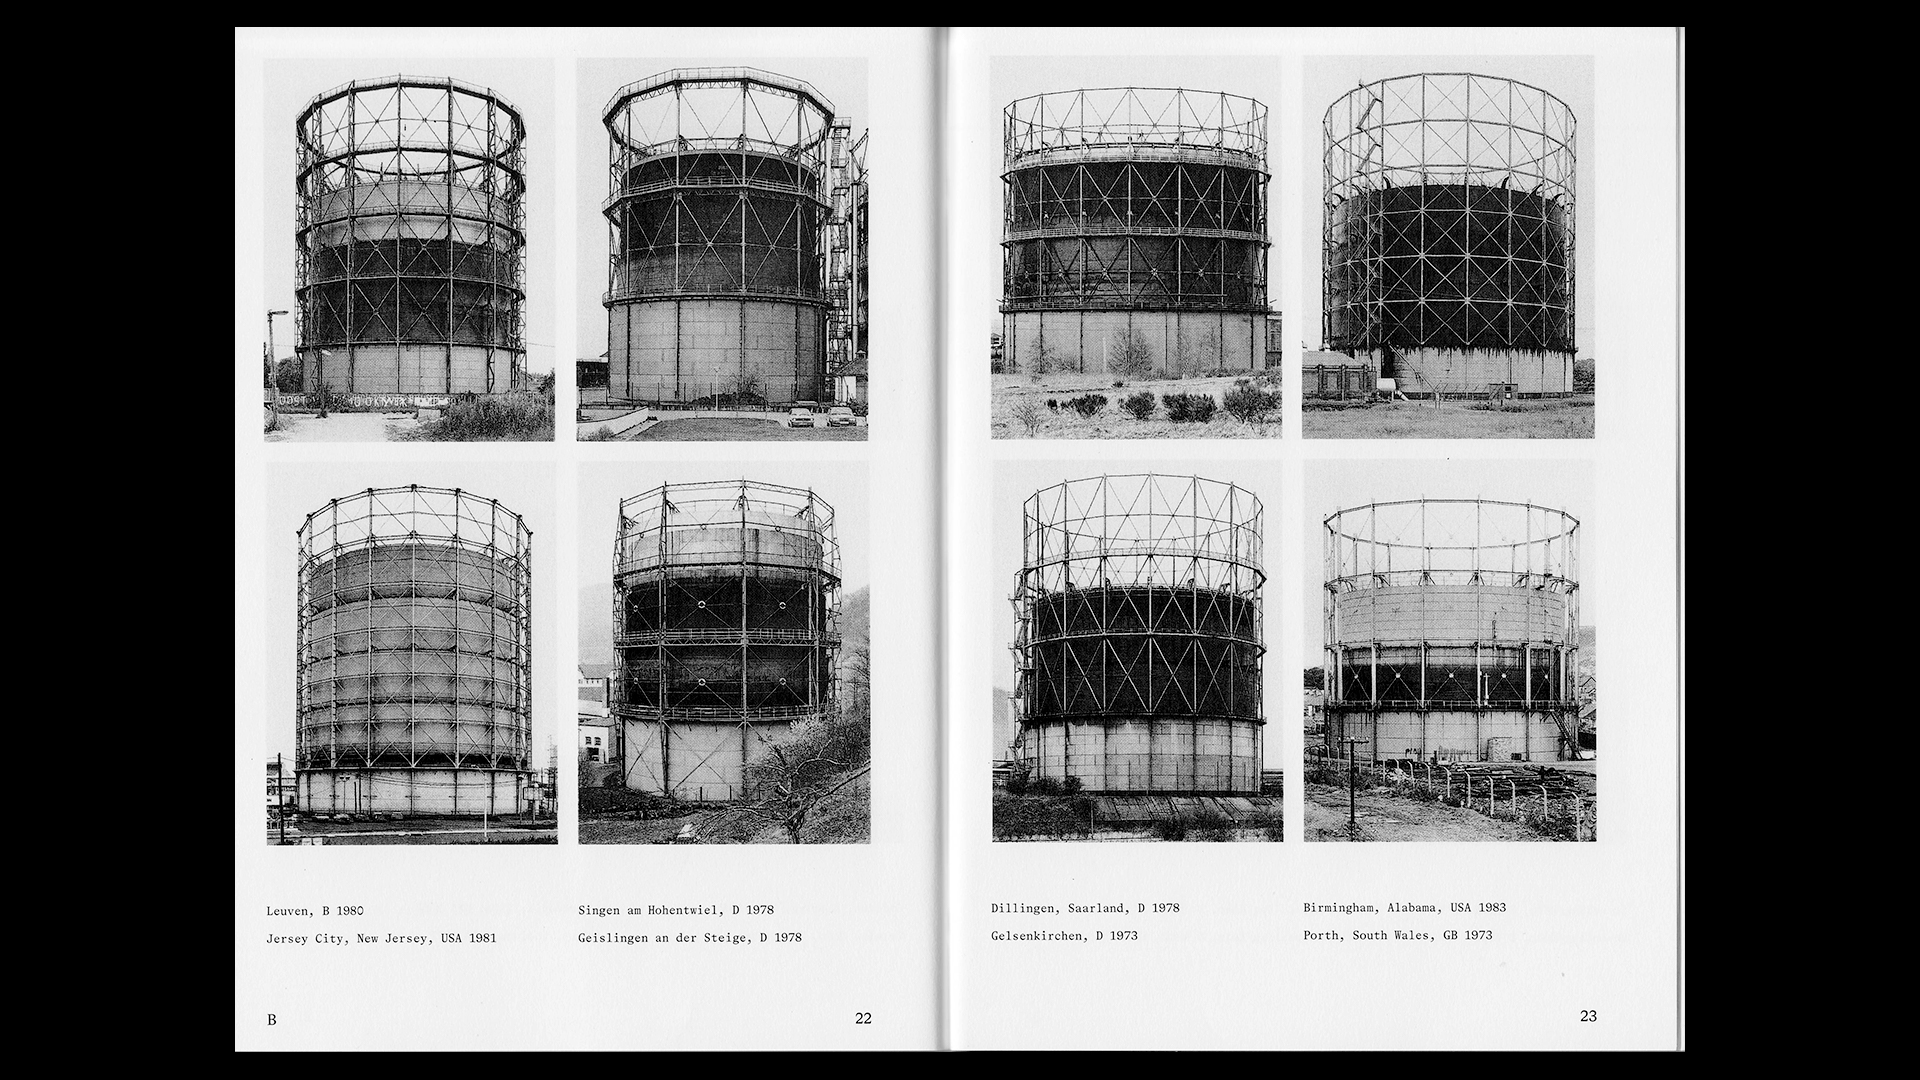 Leuven, B 1980
Jersey City, New Jersey, USA 1981
Singen am Hohentwiel, D 1978
Geislingen an der Steige, D 1978
B
22
Dillingen, Saarland, D 1978
Gelsenkirchen, D 1973
Birmingham, Alabama, USA 1983
Porth, South Wales, GB 1973
23